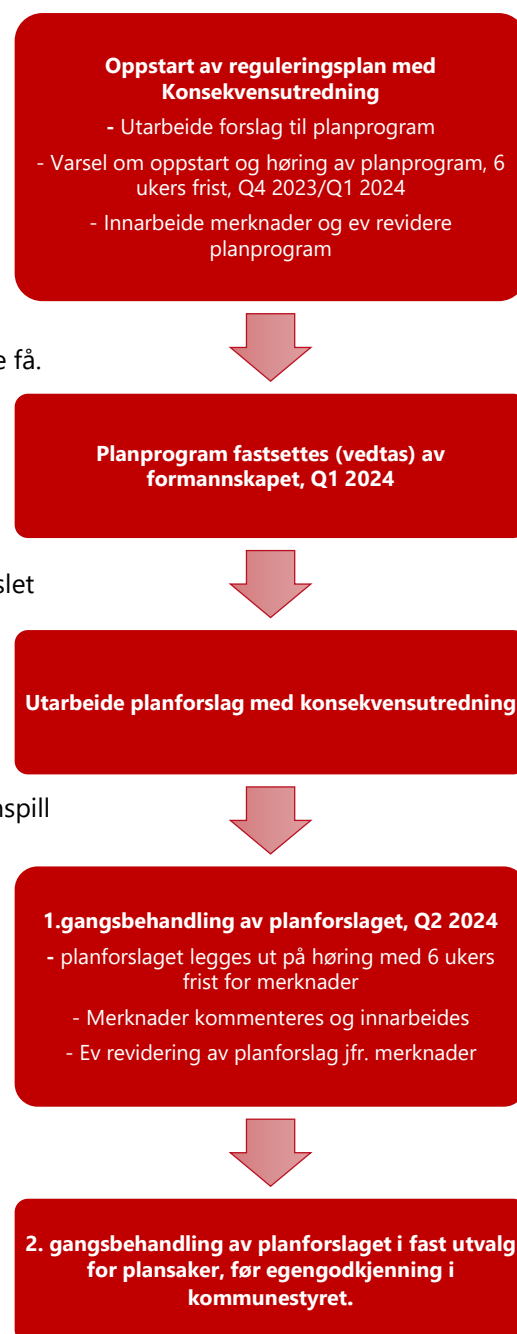 Oppstart av reguleringsplan med
Konsekvensutredning
- Utarbeide forslag til planprogram
- Varsel om oppstart og høring av planprogram, 6
ukers frist, Q4 2023/Q1 2024
- Innarbeide merknader og ev revidere
planprogram
e få.
Planprogram fastsettes (vedtas) av
formannskapet, Q1 2024
slet
Utarbeide planforslag med konsekvensutredning
nspill
1.gangsbehandling av planforslaget, Q2 2024
- planforslaget legges ut på høring med 6 ukers
frist for merknader
- Merknader kommenteres og innarbeides
- Ev revidering av planforslag jfr. merknader
2. gangsbehandling av planforslaget i fast utvalg
for plansaker, før egengodkjenning i
kommunestyret.